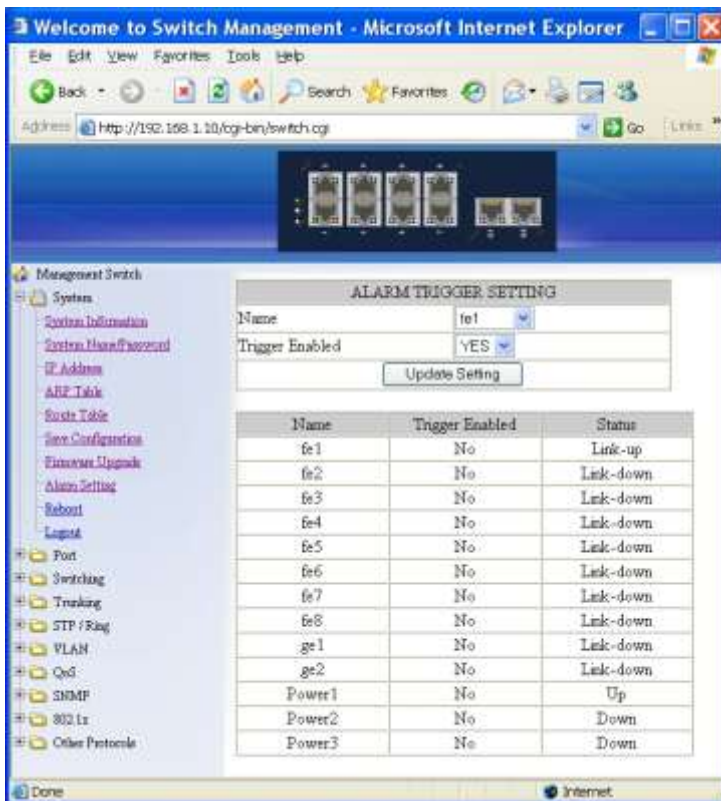 Welcome to Switch Management - Microsoft Internet Explorer
File Edit View Favorites Tools Help
Back Search Favorites
Address http://192.168.1.10/cgi-bin/switch.cgi Go Links »
Management Switch
System
System Information
System Name/Password
IP Address
ARP Table
Route Table
Save Configuration
Firmware Upgrade
Alarm Setting
Reboot
Logout
Port
Switching
Trunking
STP / Ring
VLAN
QoS
SNMP
802.1x
Other Protocols
ALARM TRIGGER SETTING
Name fe1
Trigger Enabled YES
Update Setting
Name Trigger Enabled Status
fe1 No Link-up
fe2 No Link-down
fe3 No Link-down
fe4 No Link-down
fe5 No Link-down
fe6 No Link-down
fe7 No Link-down
fe8 No Link-down
ge1 No Link-down
ge2 No Link-down
Power1 No Up
Power2 No Down
Power3 No Down
Done Internet